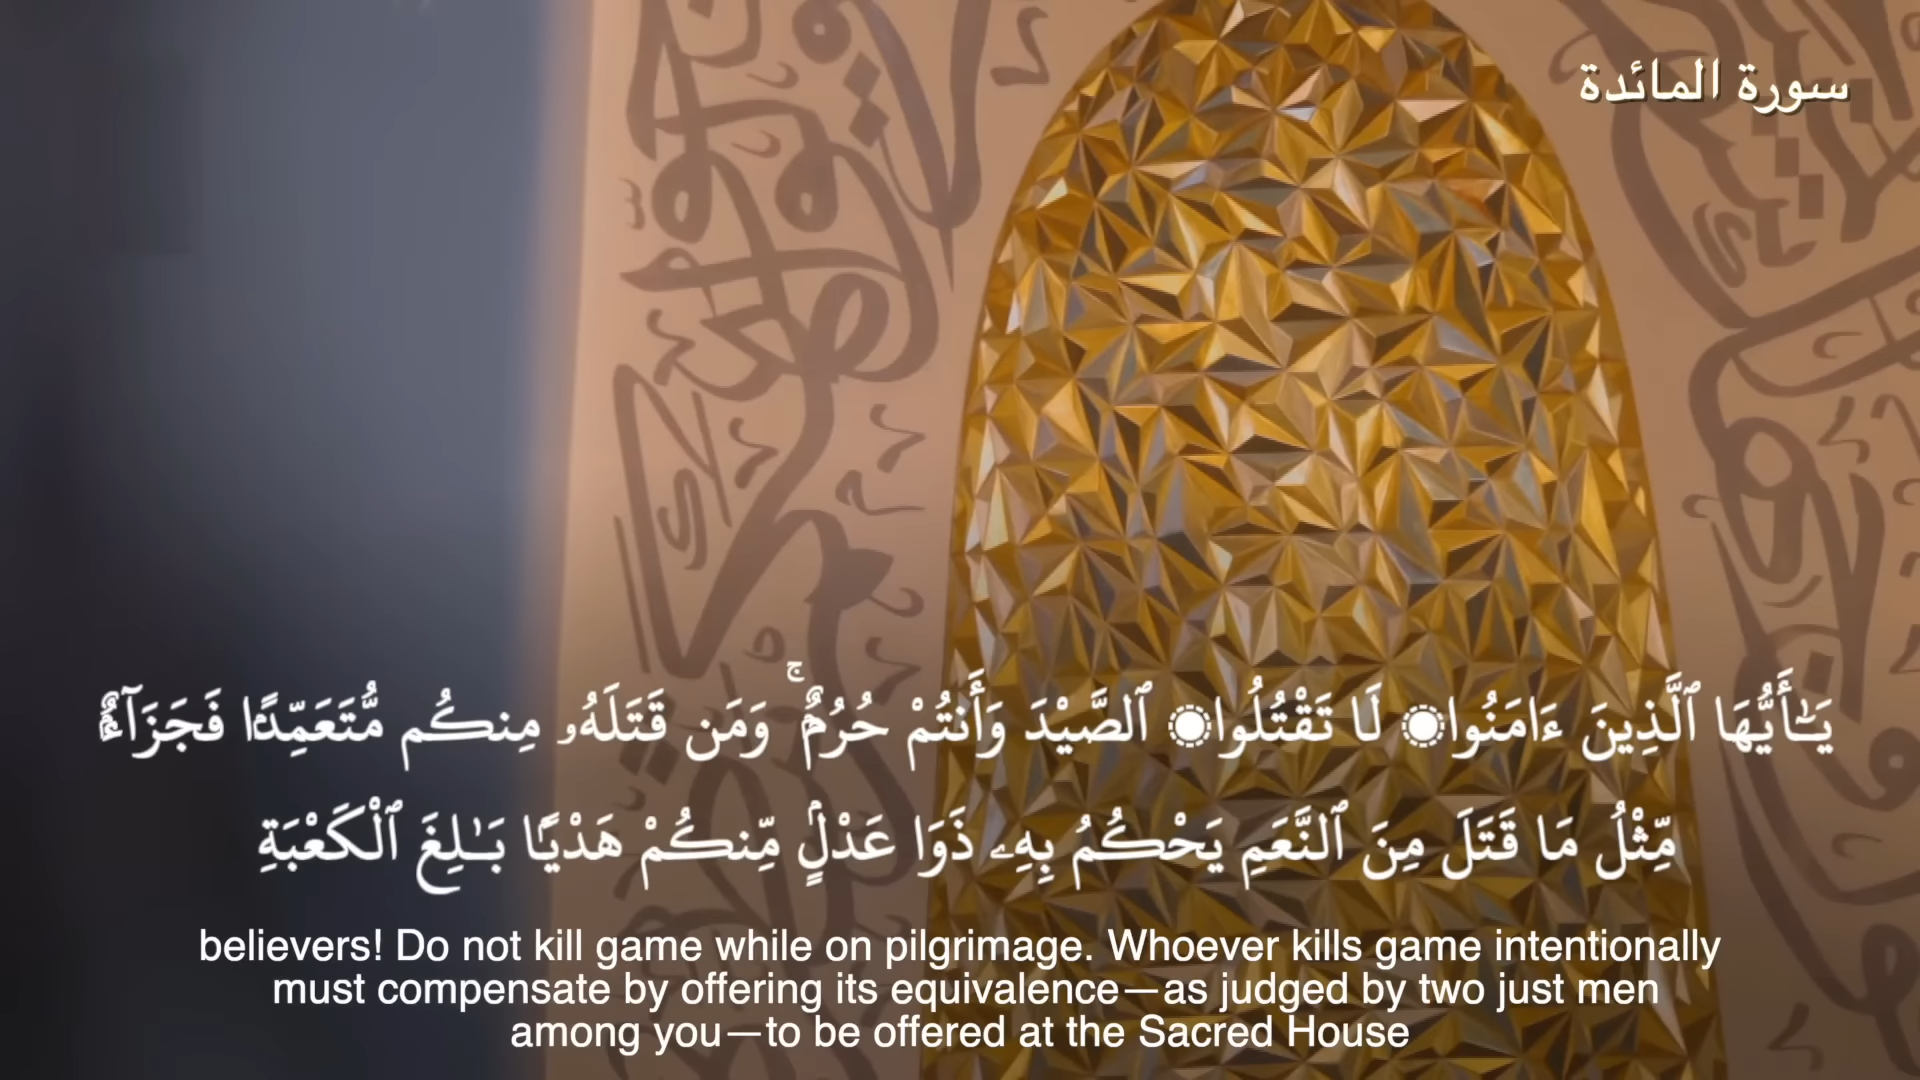 سورة المائدة
يَـٰٓأَيُّهَا ٱلَّذِينَ ءَامَنُوا۟ لَا تَقْتُلُوا۟ ٱلصَّيْدَ وَأَنتُمْ حُرُمٌۭ ۚ وَمَن قَتَلَهُۥ مِنكُم مُّتَعَمِّدًۭا فَجَزَآءٌۭ
مِّثْلُ مَا قَتَلَ مِنَ ٱلنَّعَمِ يَحْكُمُ بِهِۦ ذَوَا عَدْلٍۢ مِّنكُمْ هَدْيًۢا بَـٰلِغَ ٱلْكَعْبَةِ
believers! Do not kill game while on pilgrimage. Whoever kills game intentionally
must compensate by offering its equivalence—as judged by two just men
among you—to be offered at the Sacred House